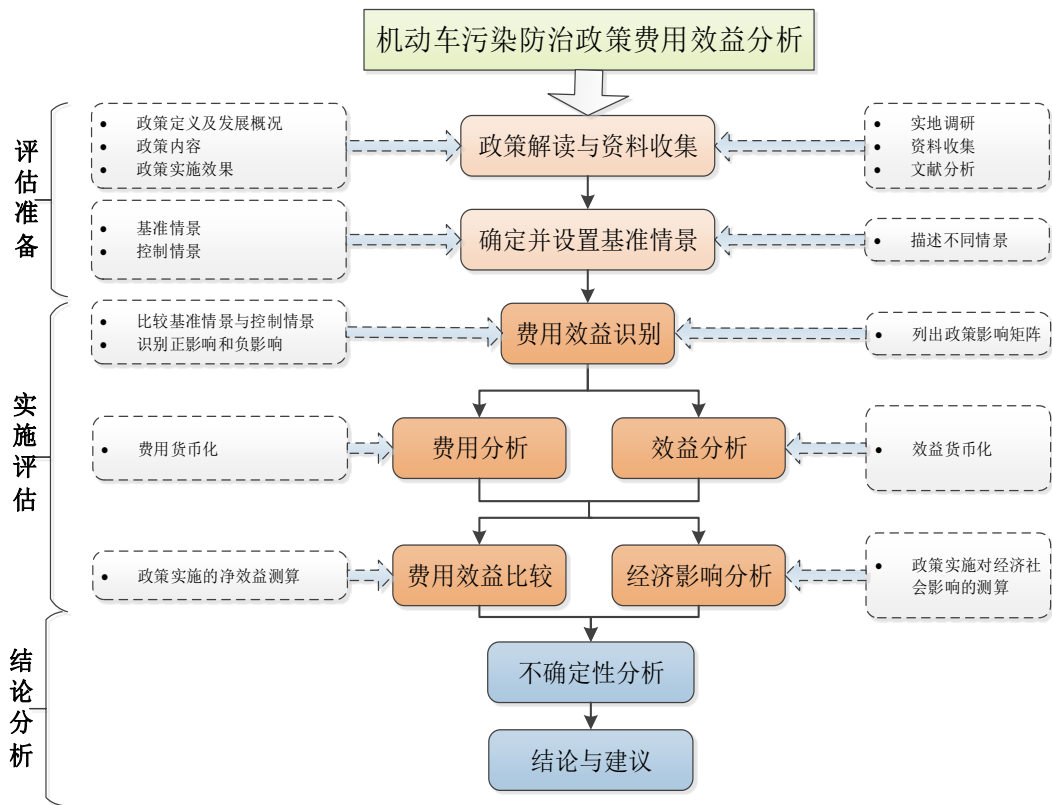 机动车污染防治政策费用效益分析
评估准备
• 政策定义及发展概况
• 政策内容
• 政策实施效果
政策解读与资料收集
• 实地调研
• 资料收集
• 文献分析
• 基准情景
• 控制情景
确定并设置基准情景
• 描述不同情景
实施评估
• 比较基准情景与控制情景
• 识别正影响和负影响
费用效益识别
• 列出政策影响矩阵
• 费用货币化
费用分析
效益分析
• 效益货币化
• 政策实施的净效益测算
费用效益比较
经济影响分析
• 政策实施对经济社
会影响的测算
结论分析
不确定性分析
结论与建议